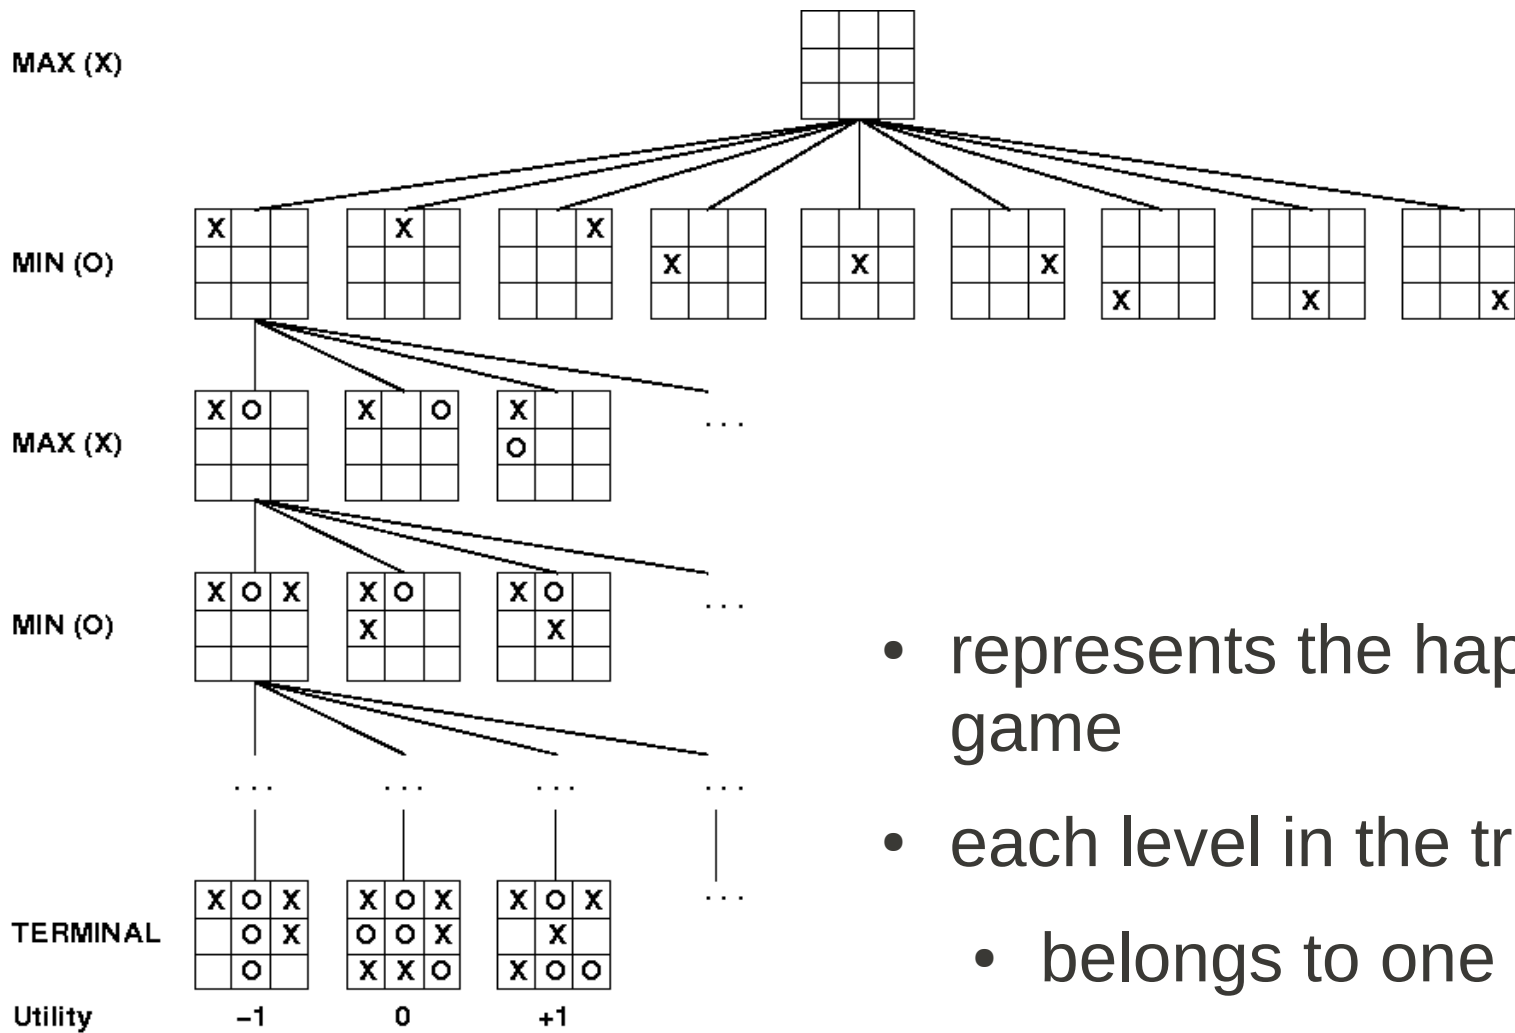 MAX (X)
X X X X X X X X X
MIN (O)
X O X O X
O
...
MAX (X)
X O X X O X O
X X
...
MIN (O)
represents the hap
game
... ... ... ...
each level in the tr
X O X X O X X O X
...
TERMINAL
O X O O X X
belongs to one
O X X O X O O
Utility -1 0 +1